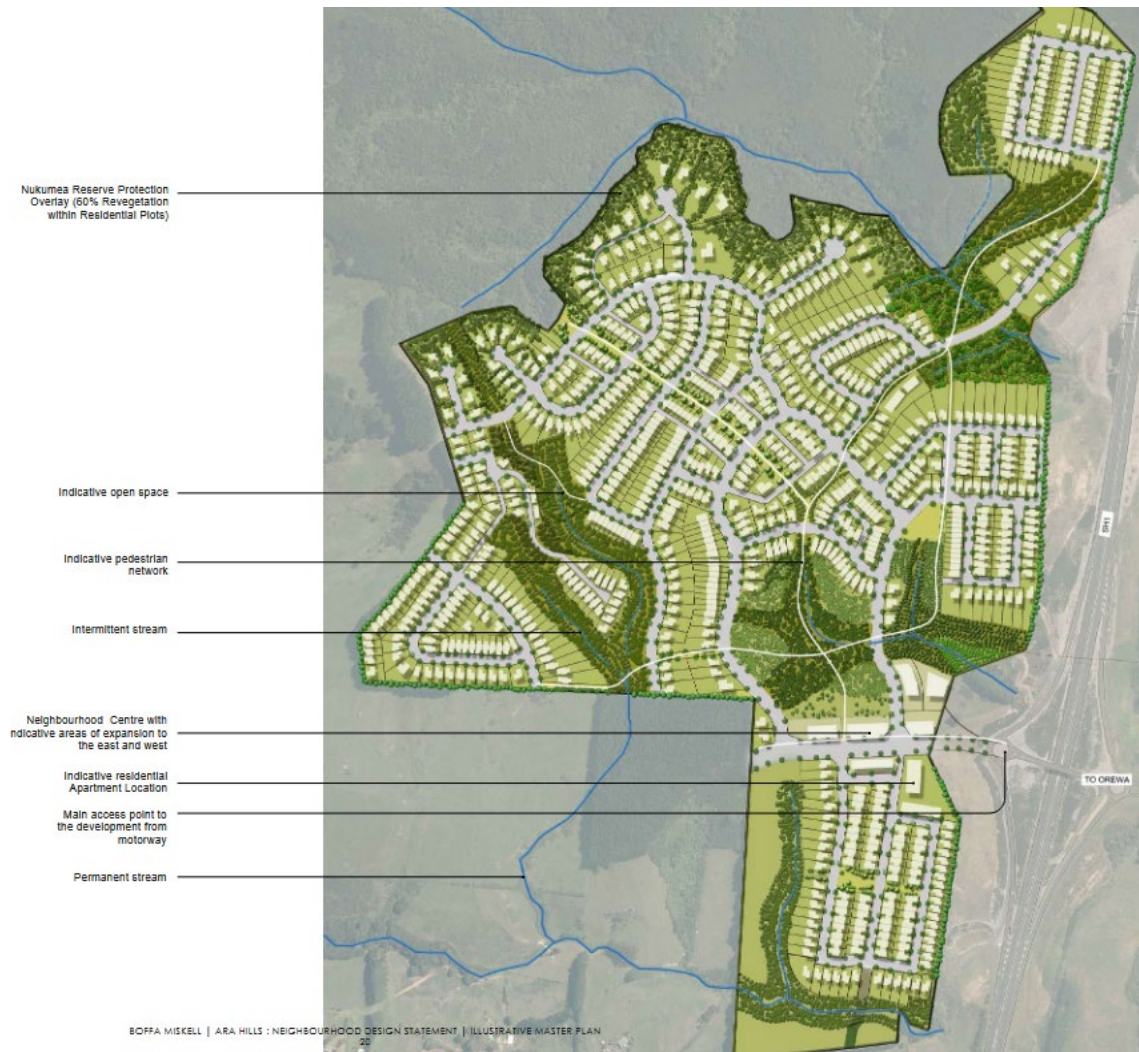 Nukumea Reserve Protection
Overlay (60% Revegetation
within Residential Plots)
Indicative open space
Indicative pedestrian
network
SH1
Intermittent stream
Neighbourhood Centre with
ndicative areas of expansion to
the east and west
Indicative residential
Apartment Location
TO OREWA
Main access point to
the development from
motorway
Permanent stream
BOFFA MISKELL | ARA HILLS : NEIGHBOURHOOD DESIGN STATEMENT | ILLUSTRATIVE MASTER PLAN
20